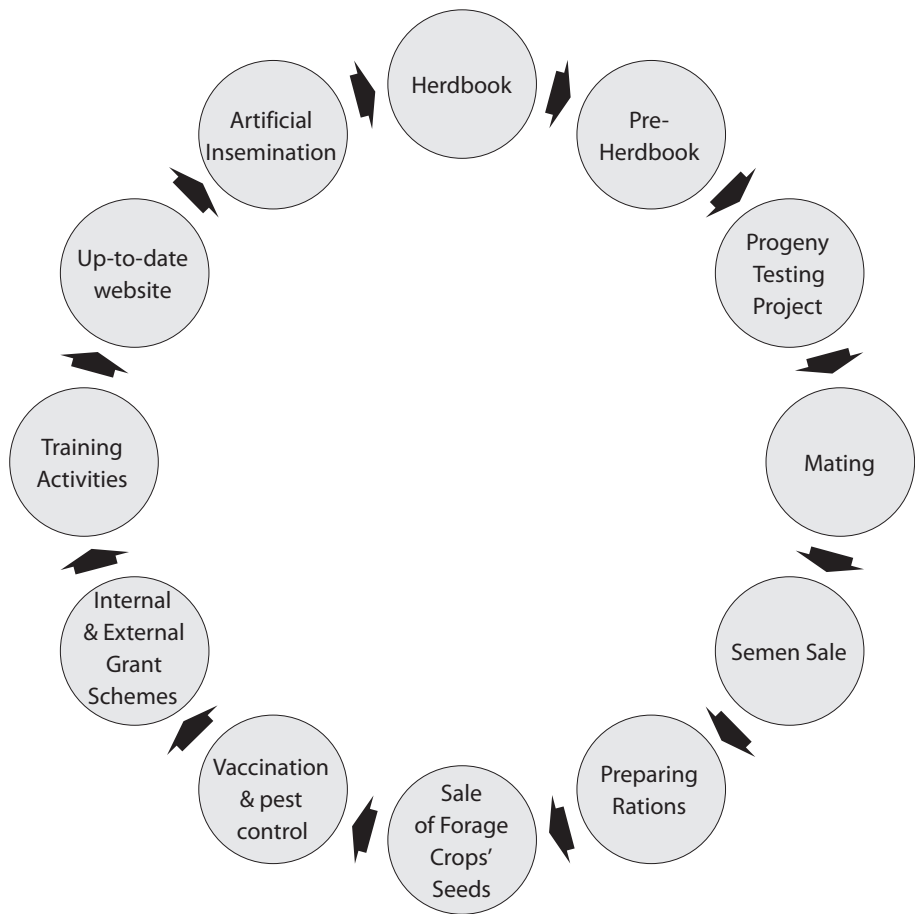 Herdbook
Pre-
Herdbook
Progeny
Testing
Project
Mating
Semen Sale
Preparing
Rations
Sale
of Forage
Crops'
Seeds
Vaccination
& pest
control
Internal
& External
Grant
Schemes
Training
Activities
Up-to-date
website
Artificial
Insemination